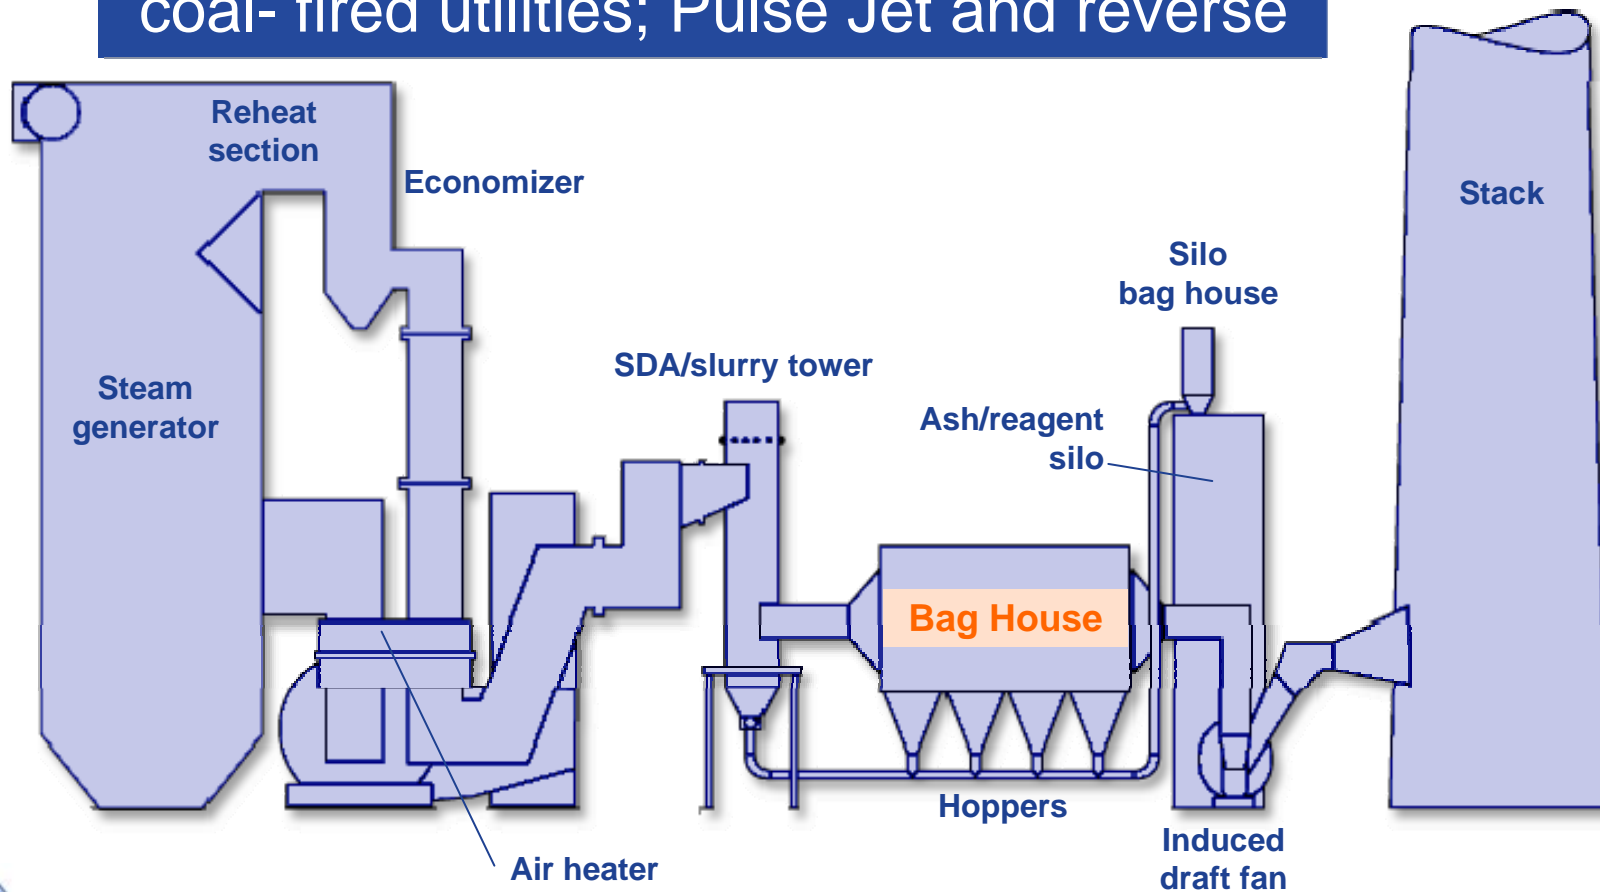 coal- fired utilities; Pulse Jet and reverse
Reheat
section
Economizer
Stack
Silo
bag house
SDA/slurry tower
Steam
generator
Ash/reagent
silo
Bag House
Hoppers
Induced
draft fan
Air heater